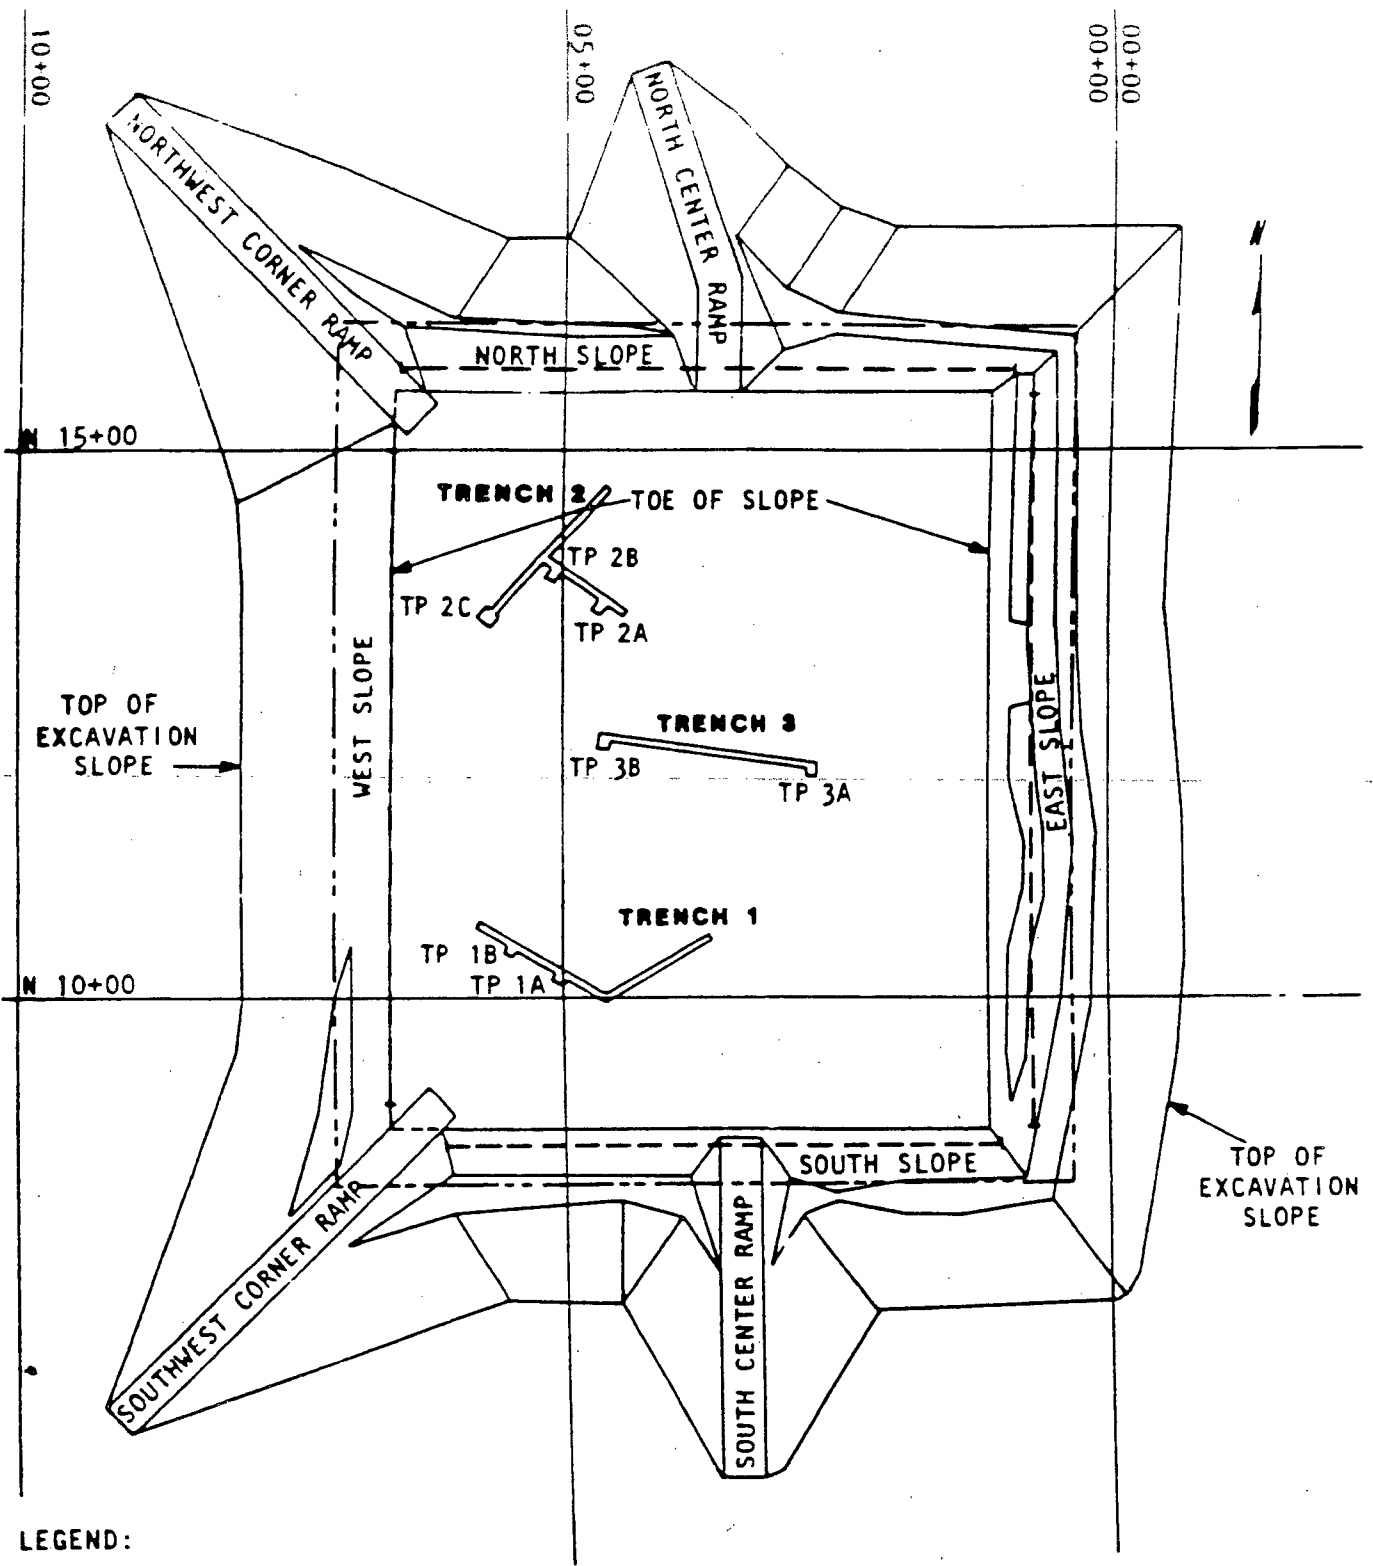 10+00
05+00
00+00
00+00
NORTHWEST CORNER RAMP
NORTH CENTER RAMP
N
NORTH SLOPE
N 15+00
TRENCH 2
TOE OF SLOPE
TP 2B
TP 2C
TP 2A
WEST SLOPE
EAST SLOPE
TOP OF
EXCAVATION
SLOPE
TRENCH 3
TP 3B
TP 3A
TRENCH 1
TP 1B
TP 1A
N 10+00
SOUTH SLOPE
TOP OF
EXCAVATION
SLOPE
SOUTHWEST CORNER RAMP
SOUTH CENTER RAMP
LEGEND: